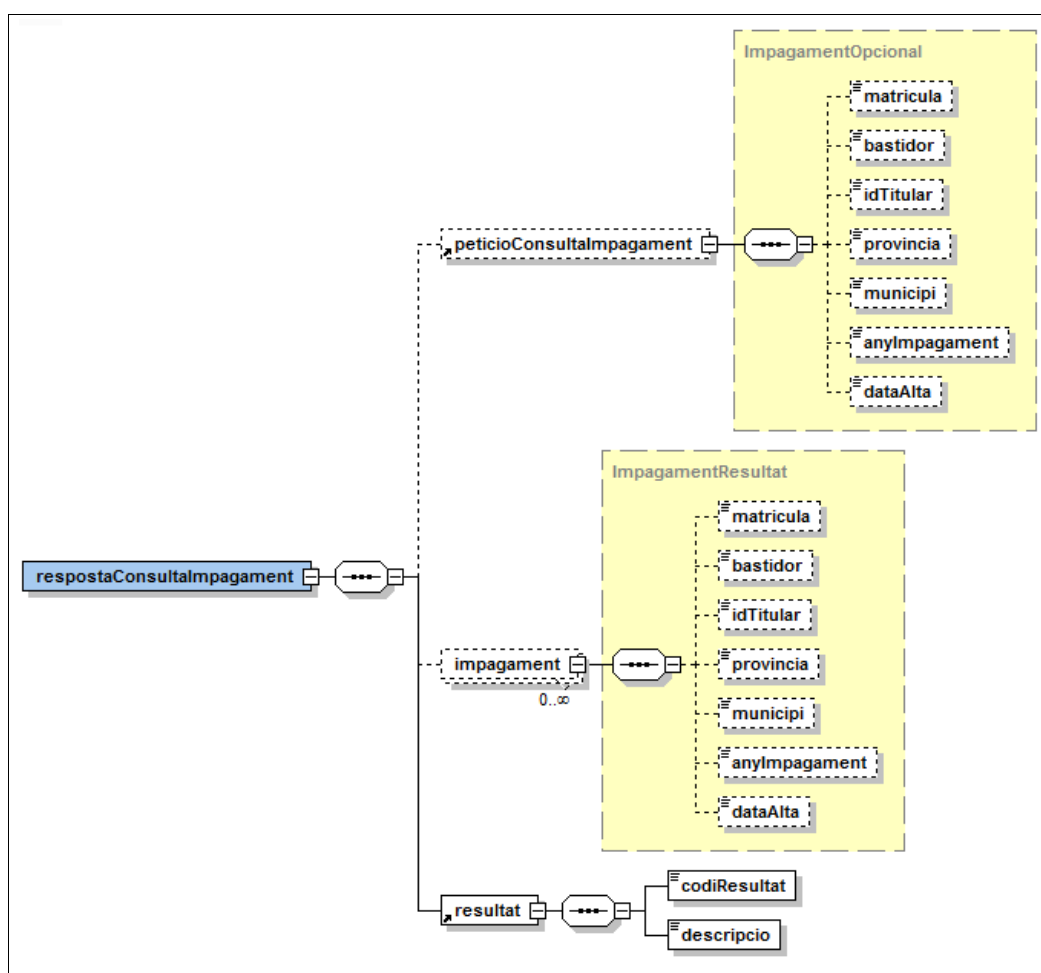 ImpagamentOpcional
matricula
bastidor
idTitular
peticioConsultaImpagament
provincia
municipi
anyImpagament
dataAlta
ImpagamentResultat
matricula
bastidor
respostaConsultaImpagament
idTitular
impagament
provincia
0..∞
municipi
anyImpagament
dataAlta
codiResultat
resultat
descripcio